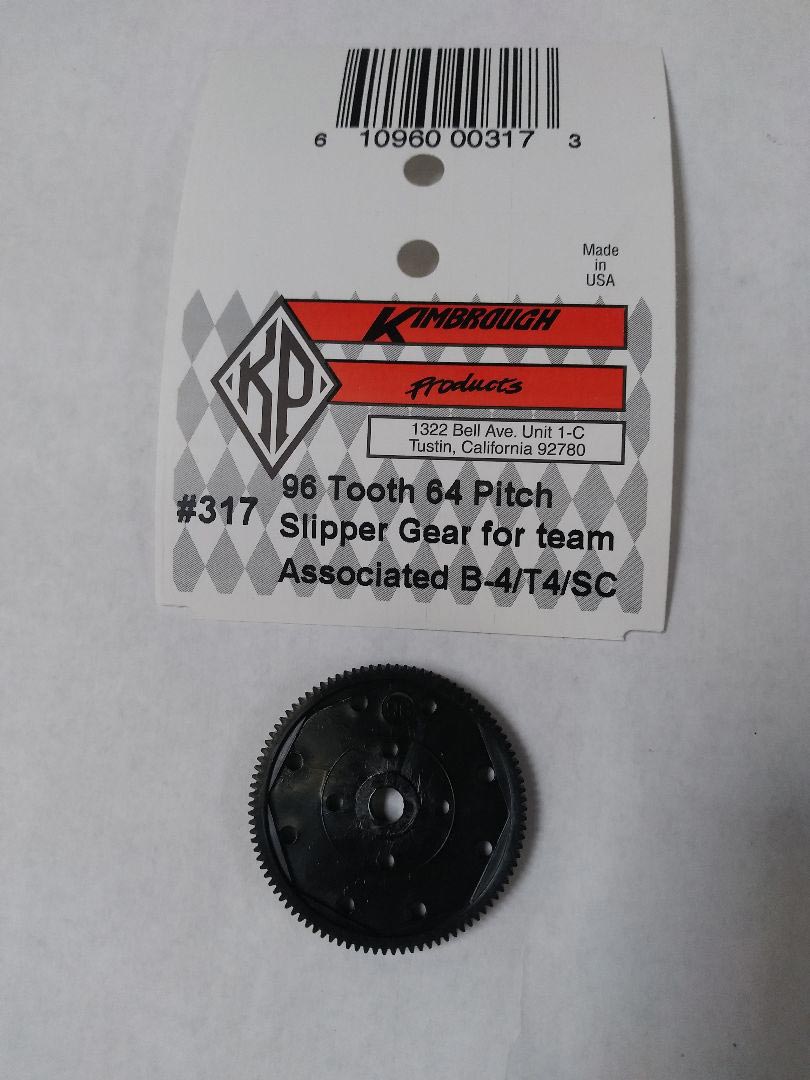 6 10960 00317 3
Made
in
USA
KIMBROUGH
Products
KP
1322 Bell Ave. Unit 1-C
Tustin, California 92780
#317
96 Tooth 64 Pitch
Slipper Gear for team
Associated B-4/T4/SC